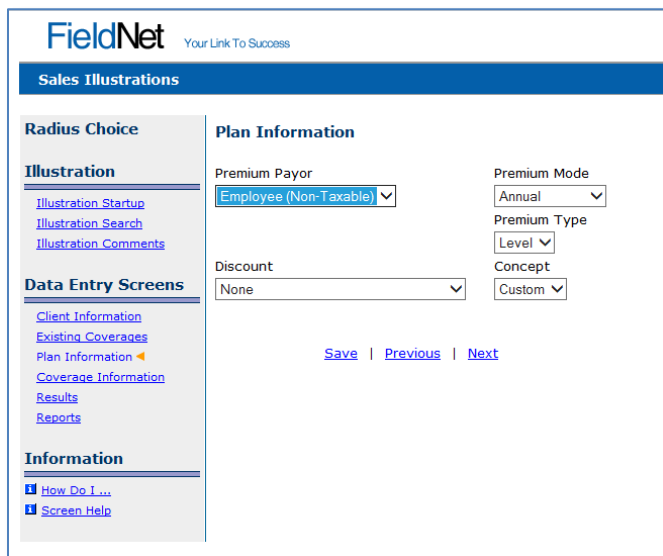 FieldNet Your Link To Success
Sales Illustrations
Radius Choice
Illustration
Illustration Startup
Illustration Search
Illustration Comments
Data Entry Screens
Client Information
Existing Coverages
Plan Information
Coverage Information
Results
Reports
Information
How Do I ...
Screen Help
Plan Information
Premium Payor
Employee (Non-Taxable)
Premium Mode
Annual
Premium Type
Level
Discount
None
Concept
Custom
Save | Previous | Next